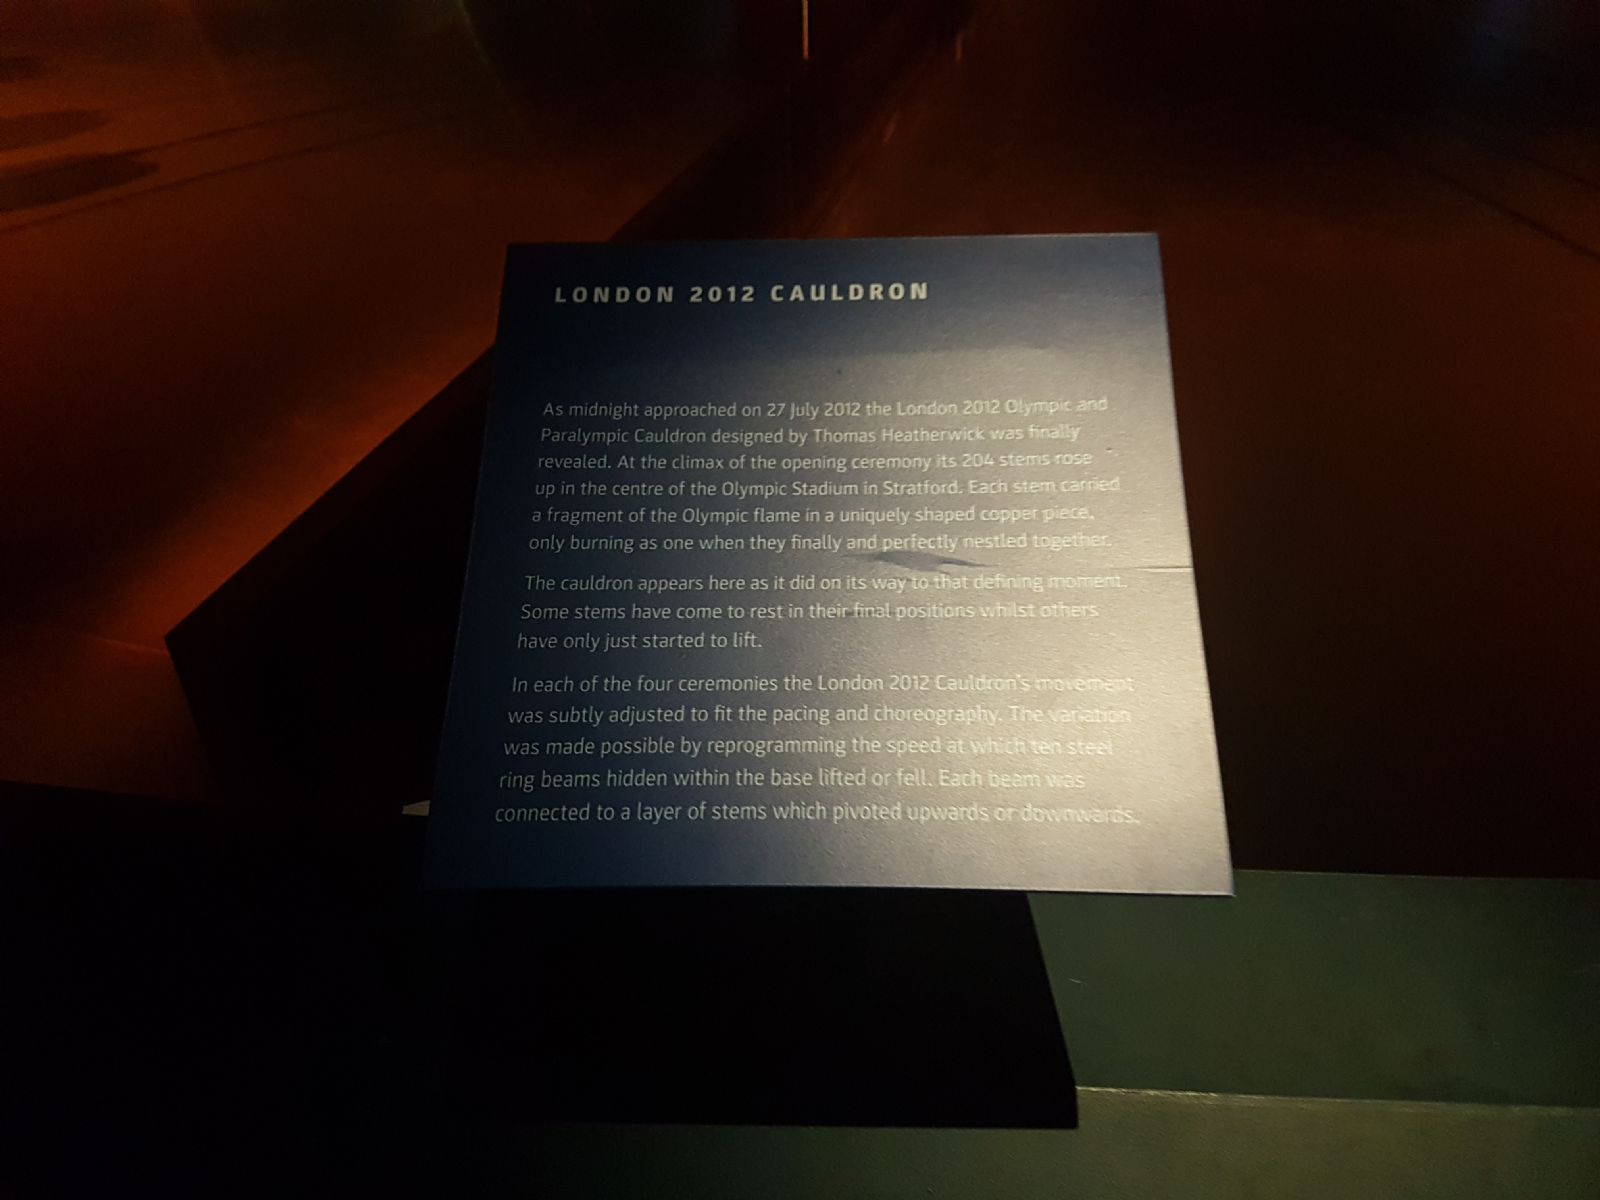 LONDON 2012 CAULDRON
As midnight approached on 27 July 2012 the London 2012 Olympic and
Paralympic Cauldron designed by Thomas Heatherwick was finally
revealed. At the climax of the opening ceremony its 204 stems rose
up in the centre of the Olympic Stadium in Stratford. Each stem carried
a fragment of the Olympic flame in a uniquely shaped copper piece,
only burning as one when they finally and perfectly nestled together.
The cauldron appears here as it did on its way to that defining moment.
Some stems have come to rest in their final positions whilst others
have only just started to lift.
In each of the four ceremonies the London 2012 Cauldron's movement
was subtly adjusted to fit the pacing and choreography. The variation
was made possible by reprogramming the speed at which ten steel
ring beams hidden within the base lifted or fell. Each beam was
connected to a layer of stems which pivoted upwards or downwards.